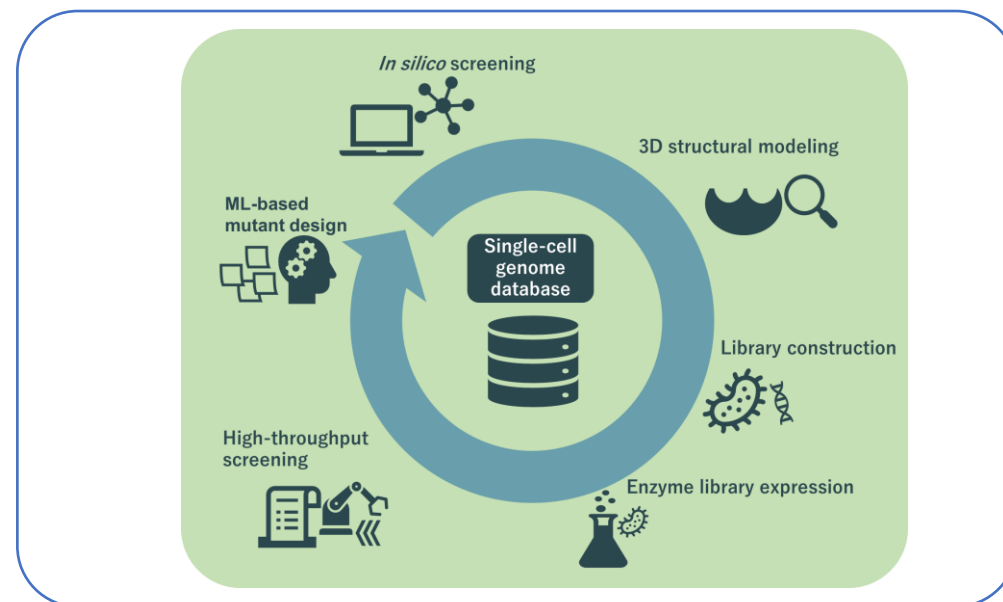 In silico screening
3D structural modeling
ML-based
mutant design
Single-cell
genome
database
Library construction
High-throughput
screening
Enzyme library expression